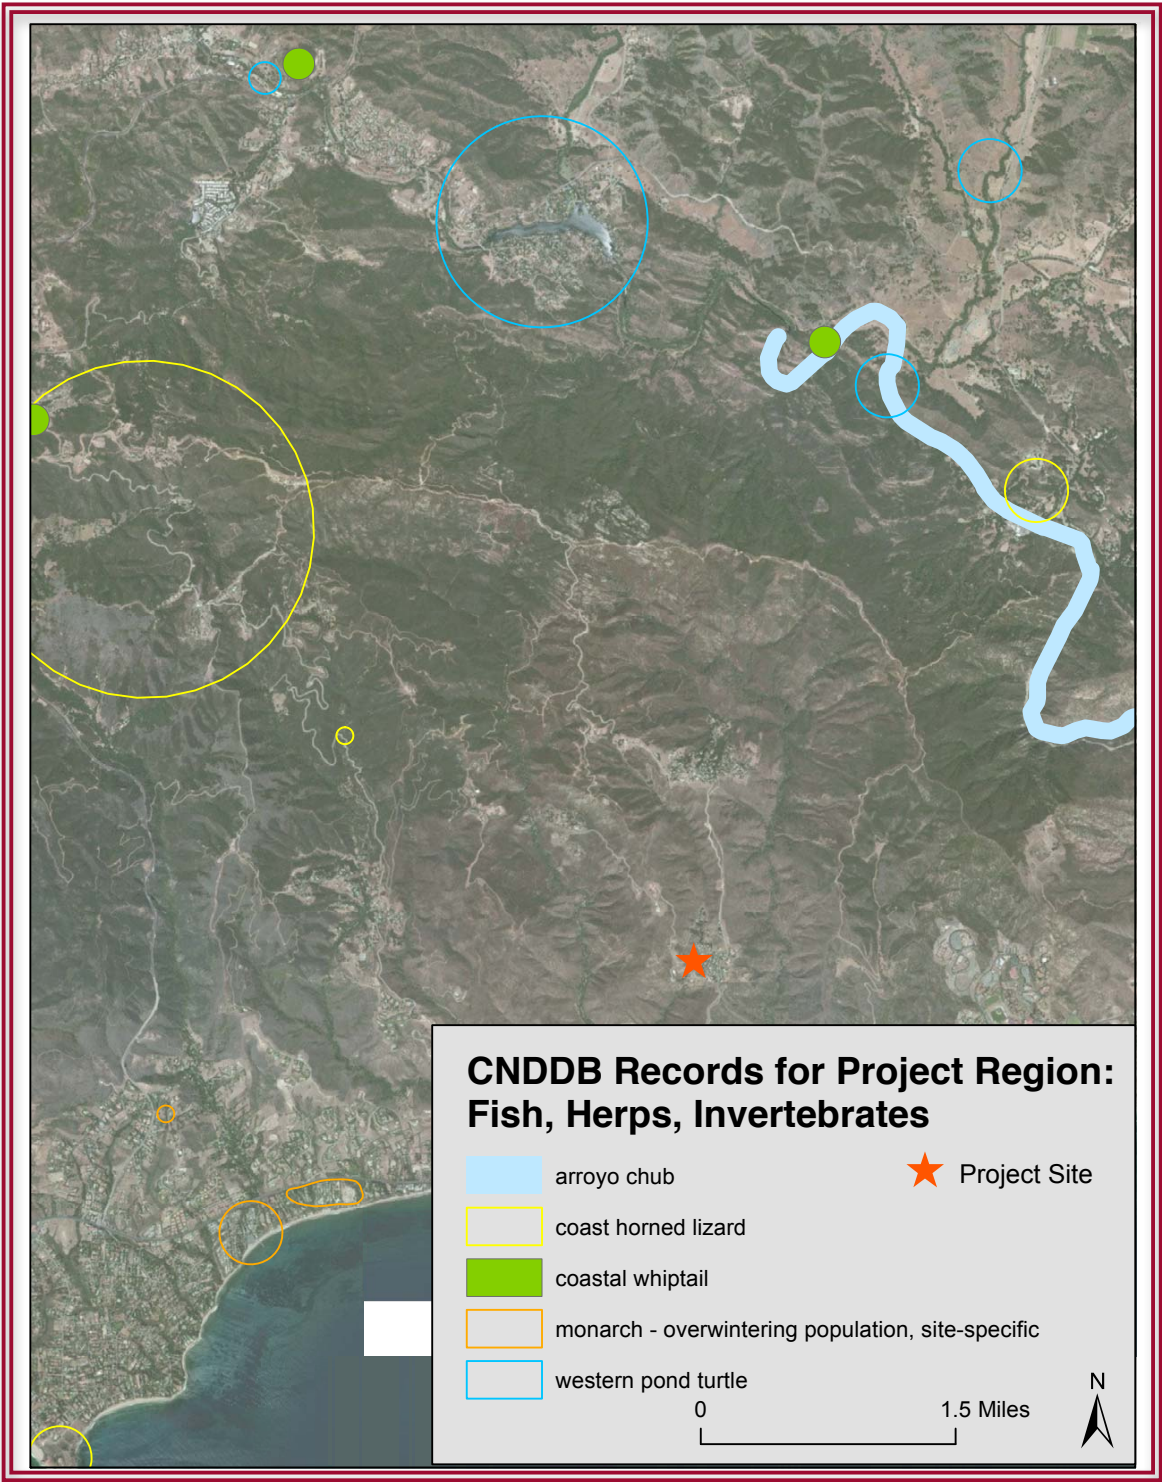 CNDDB Records for Project Region:
Fish, Herps, Invertebrates
arroyo chub
Project Site
coast horned lizard
coastal whiptail
monarch - overwintering population, site-specific
western pond turtle
0
1.5 Miles
N